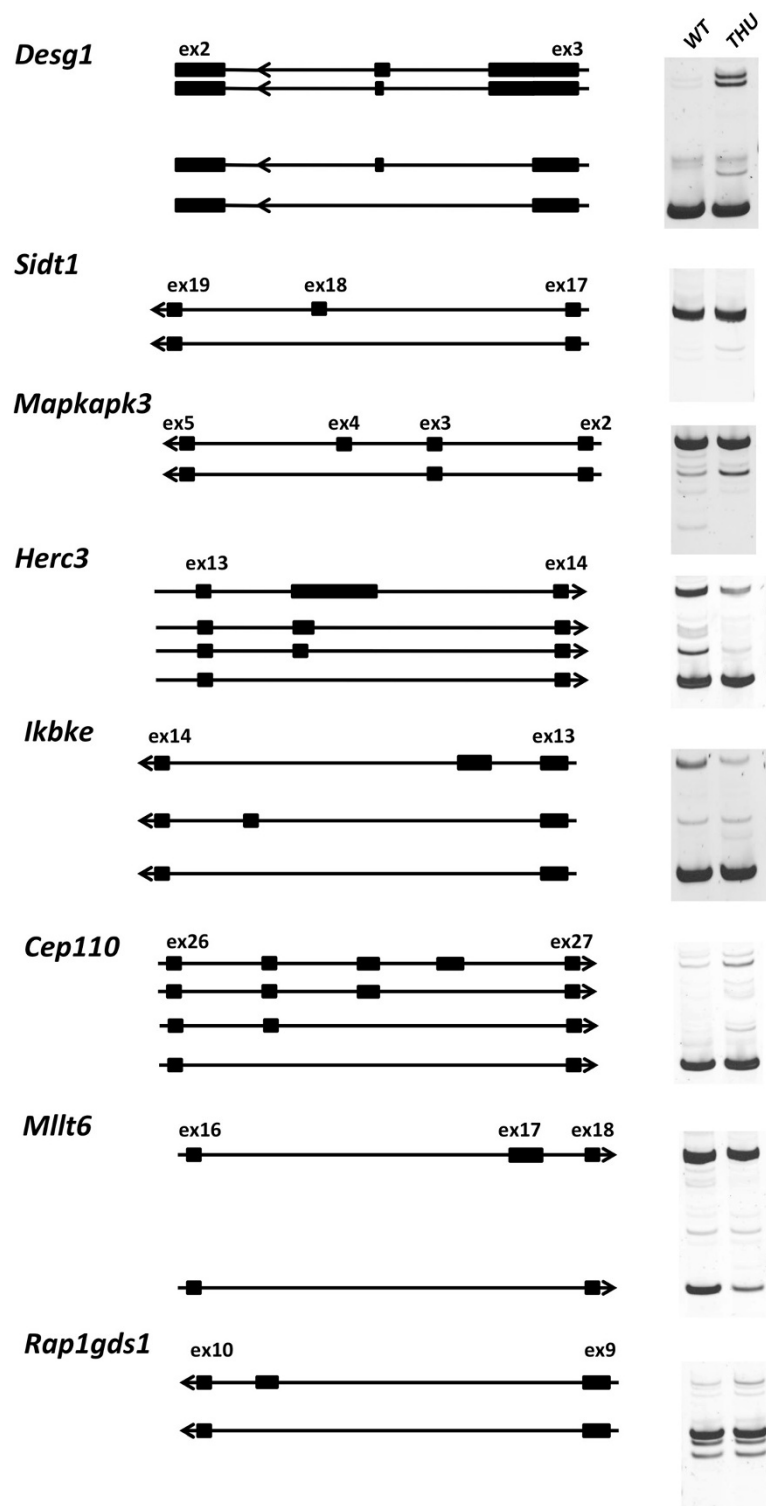 WT THU
Desg1
ex2 ex3
Sidt1
ex19 ex18 ex17
Mapkapk3
ex5 ex4 ex3 ex2
Herc3
ex13 ex14
Ikbke
ex14 ex13
Cep110
ex26 ex27
Mllt6
ex16 ex17 ex18
Rap1gds1
ex10 ex9